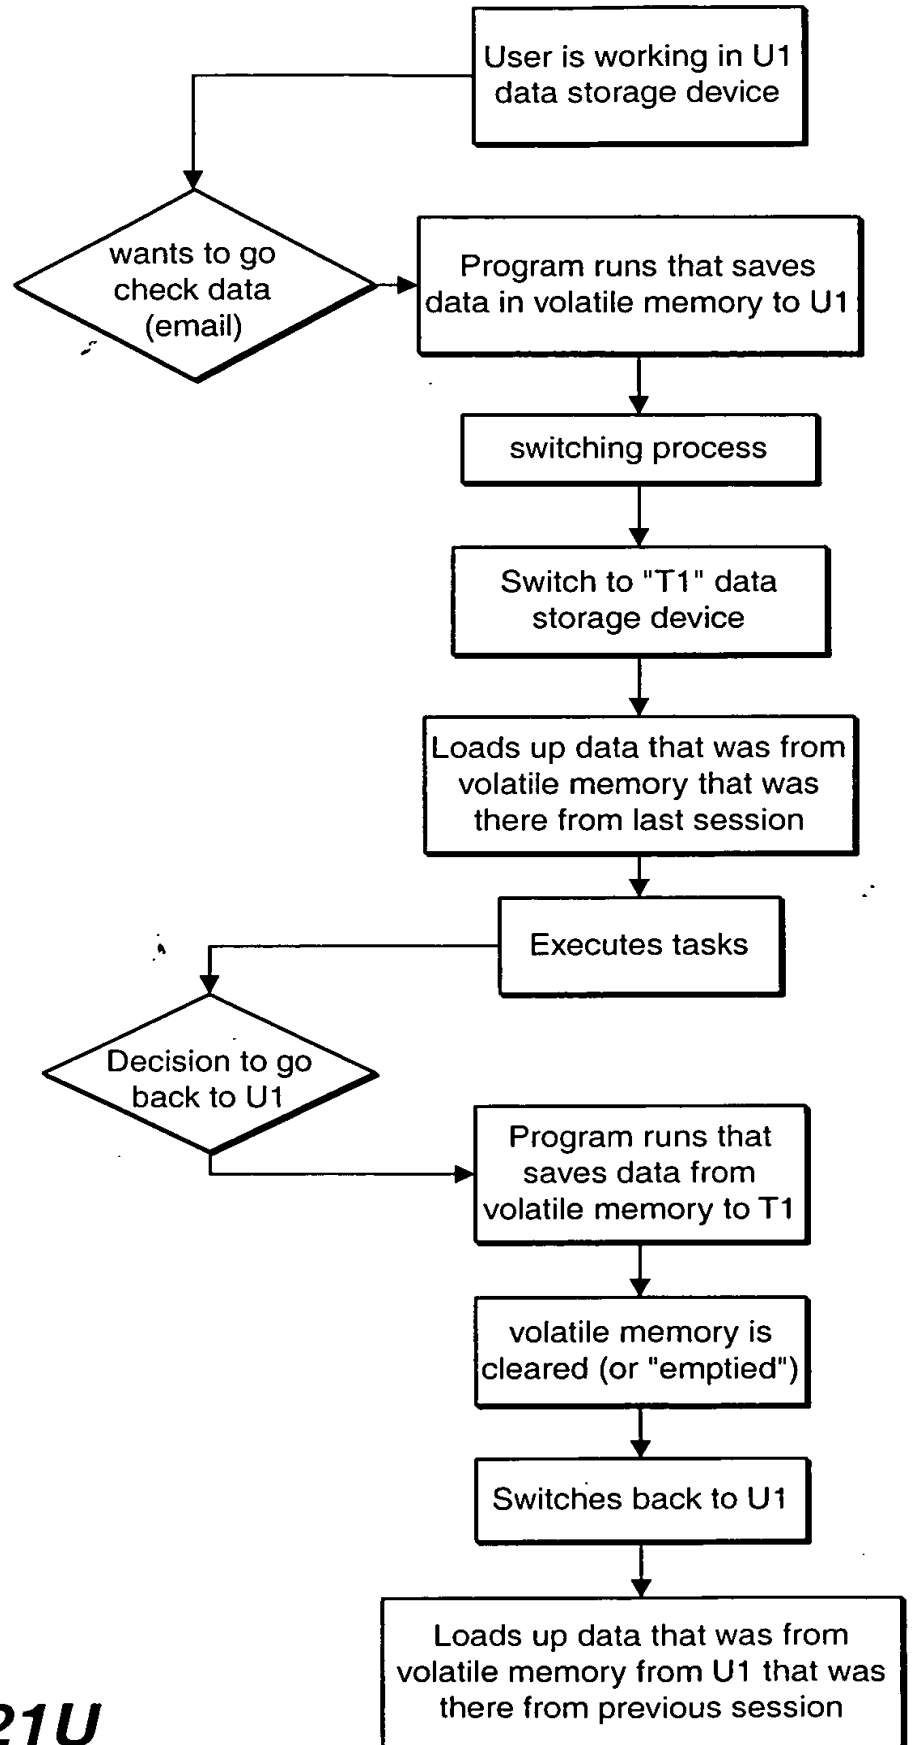 User is working in U1
data storage device
wants to go
check data
(email)
Program runs that saves
data in volatile memory to U1
switching process
Switch to "T1" data
storage device
Loads up data that was from
volatile memory that was
there from last session
Executes tasks
Decision to go
back to U1
Program runs that
saves data from
volatile memory to T1
volatile memory is
cleared (or "emptied")
Switches back to U1
Loads up data that was from
volatile memory from U1 that was
there from previous session
21U